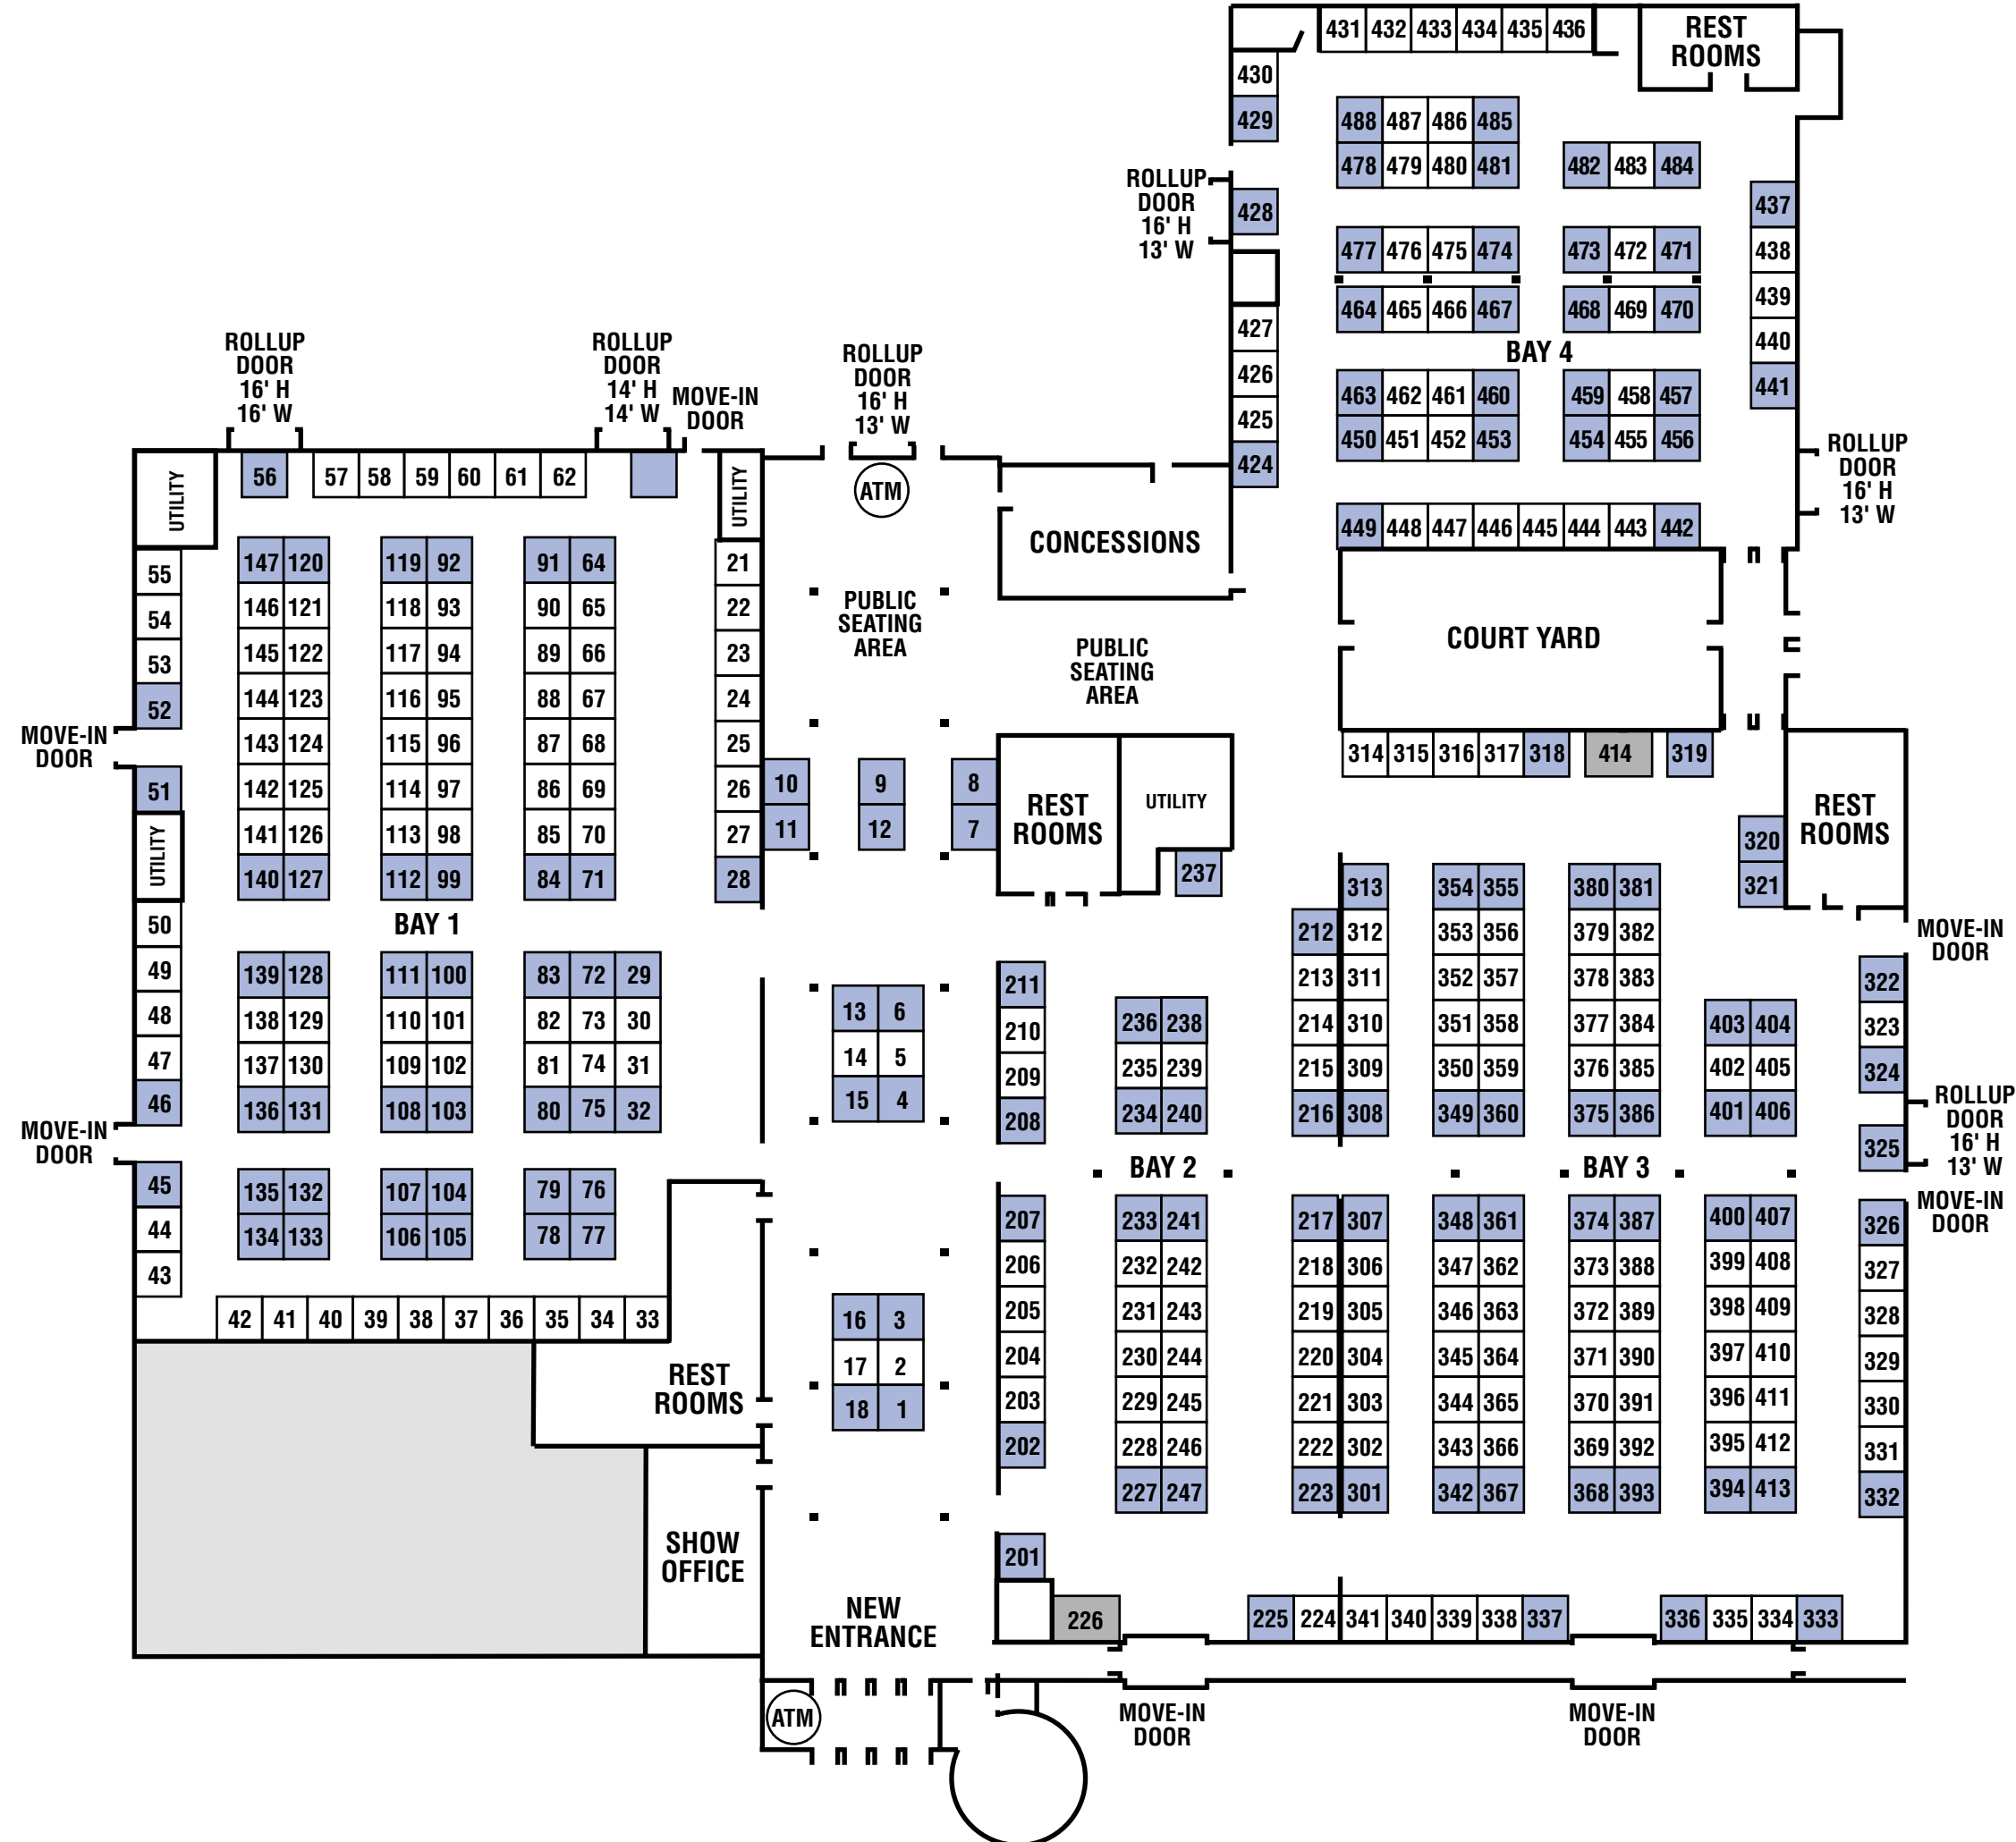 431 432 433 434 435 436
REST
ROOMS
430
429
488 487 486 485
478 479 480 481
482 483 484
ROLLUP
DOOR
16' H
13' W
428
437
438
439
440
441
477 476 475 474
473 472 471
464 465 466 467
468 469 470
BAY 4
427
426
425
424
463 462 461 460
450 451 452 453
459 458 457
454 455 456
ROLLUP
DOOR
16' H
13' W
449 448 447 446 445 444 443 442
ROLLUP
DOOR
16' H
16' W
ROLLUP
DOOR
14' H
14' W
MOVE-IN
DOOR
ROLLUP
DOOR
16' H
13' W
ATM
UTILITY
56
57 58 59 60 61 62
UTILITY
CONCESSIONS
COURT YARD
PUBLIC
SEATING
AREA
PUBLIC
SEATING
AREA
55
54
53
52
MOVE-IN
DOOR
51
UTILITY
50
49
48
47
46
MOVE-IN
DOOR
45
44
43
147 120
146 121
145 122
144 123
143 124
142 125
141 126
140 127
119 92
118 93
117 94
116 95
115 96
114 97
113 98
112 99
91 64
90 65
89 66
88 67
87 68
86 69
85 70
84 71
21
22
23
24
25
26
27
28
BAY 1
139 128
138 129
137 130
136 131
111 100
110 101
109 102
108 103
83 72 29
82 73 30
81 74 31
80 75 32
135 132
134 133
107 104
106 105
79 76
78 77
42 41 40 39 38 37 36 35 34 33
REST
ROOMS
SHOW
OFFICE
10
11
9
12
8
7
13 6
14 5
15 4
16 3
17 2
18 1
NEW
ENTRANCE
ATM
REST
ROOMS
UTILITY
237
211
210
209
208
207
206
205
204
203
202
201
226
236 238
235 239
234 240
BAY 2
233 241
232 242
231 243
230 244
229 245
228 246
227 247
314 315 316 317 318
414
319
REST
ROOMS
320
321
313
212 312
213 311
214 310
215 309
216 308
217 307
218 306
219 305
220 304
221 303
222 302
223 301
354 355
353 356
352 357
351 358
350 359
349 360
348 361
347 362
346 363
345 364
344 365
343 366
342 367
380 381
379 382
378 383
377 384
376 385
375 386
BAY 3
374 387
373 388
372 389
371 390
370 391
369 392
368 393
403 404
402 405
401 406
400 407
399 408
398 409
397 410
396 411
395 412
394 413
MOVE-IN
DOOR
322
323
324
ROLLUP
DOOR
16' H
13' W
325
MOVE-IN
DOOR
326
327
328
329
330
331
332
225 224 341 340 339 338 337
336 335 334 333
MOVE-IN
DOOR
MOVE-IN
DOOR